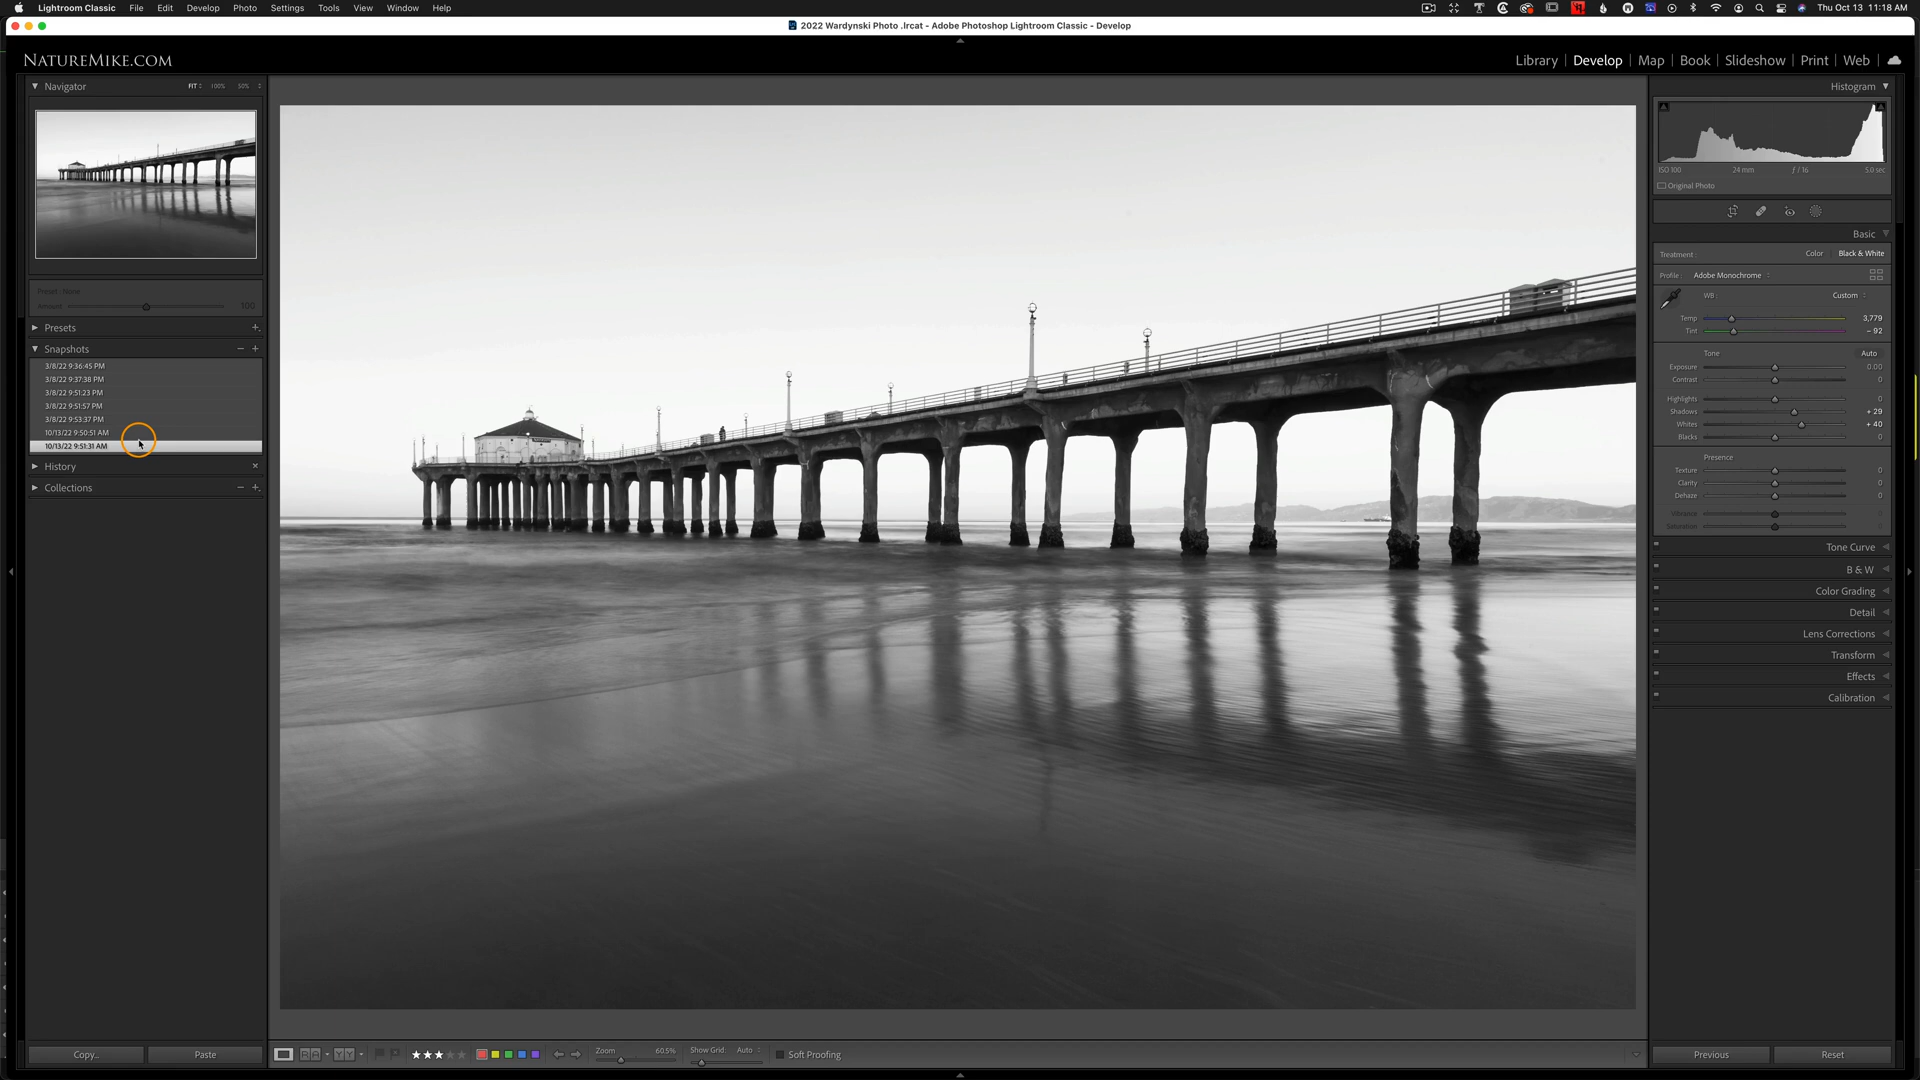 Lightroom Classic File Edit Develop Photo Settings Tools View Window Help Thu Oct 13 11:18 AM
2022 Wardynski Photo .lrcat - Adobe Photoshop Lightroom Classic - Develop
NATUREMIKE.COM
Library | Develop | Map | Book | Slideshow | Print | Web
Navigator FIT 100% 50%
Preset : None
Amount 100
Presets
Snapshots
3/8/22 9:36:45 PM
3/8/22 9:37:38 PM
3/8/22 9:51:23 PM
3/8/22 9:51:57 PM
3/8/22 9:53:37 PM
10/13/22 9:50:51 AM
10/13/22 9:51:31 AM
History
Collections
Copy... Paste
Zoom 60.5% Show Grid: Auto Soft Proofing
Histogram
ISO 100 24 mm ƒ / 16 5.0 sec
Original Photo
Basic
Treatment : Color Black & White
Profile : Adobe Monochrome
WB : Custom
Temp 3,779
Tint – 92
Tone Auto
Exposure 0.00
Contrast 0
Highlights 0
Shadows + 29
Whites + 40
Blacks 0
Presence
Texture 0
Clarity 0
Dehaze 0
Vibrance
Saturation
Tone Curve
B & W
Color Grading
Detail
Lens Corrections
Transform
Effects
Calibration
Previous Reset